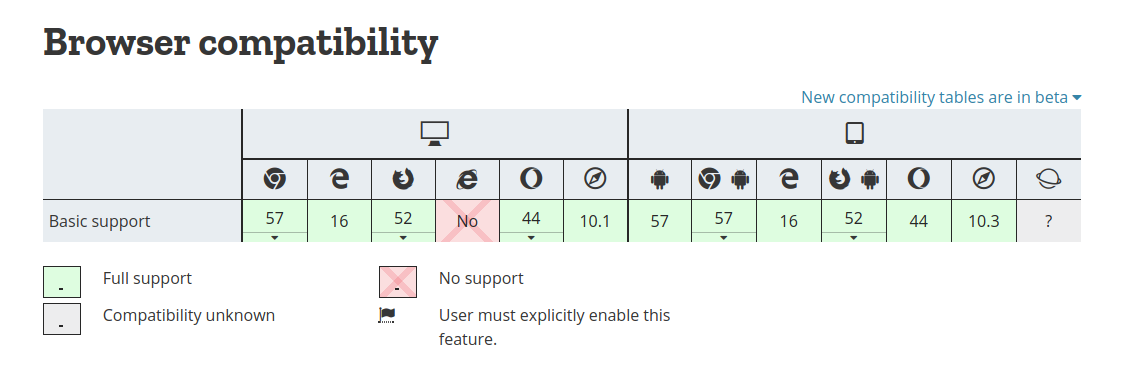 Browser compatibility
New compatibility tables are in beta
Basic support 57 16 52 No 44 10.1 57 57 16 52 44 10.3 ?
Full support No support
Compatibility unknown User must explicitly enable this
feature.